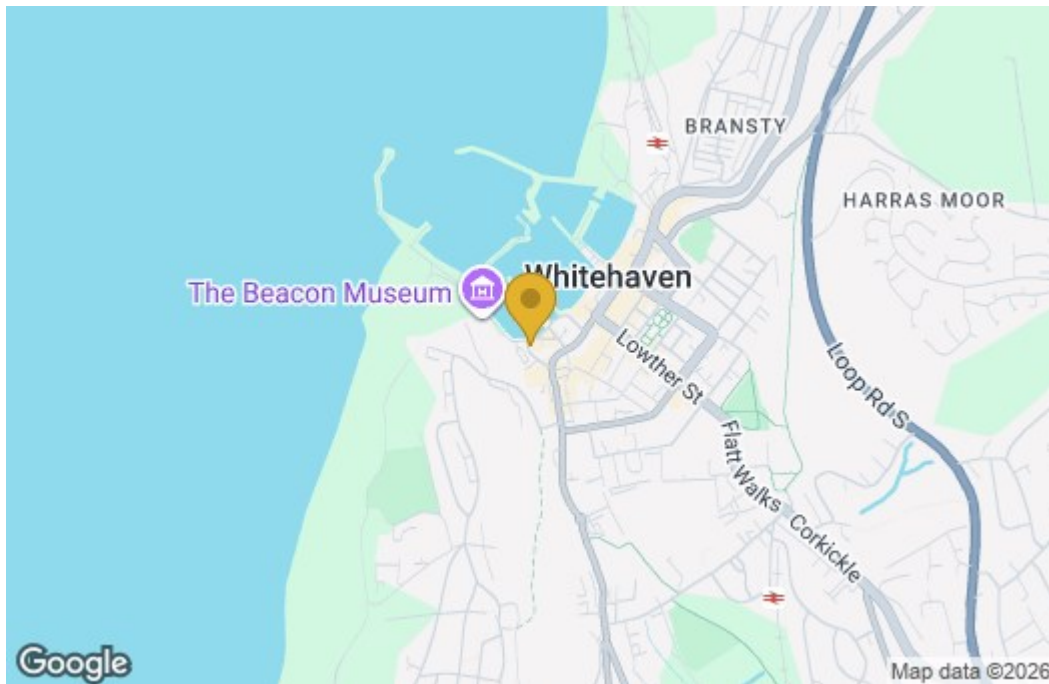 BRANSTY
HARRAS MOOR
Whitehaven
The Beacon Museum
Lowther St
Loop Rd S
Flatt Walks
Corkickle
Google
Map data ©2026